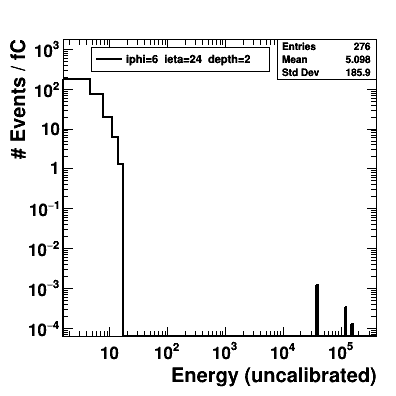 Entries 276
iphi=6 ieta=24 depth=2
Mean 5.098
Std Dev 185.9
# Events / fC
10³
10²
10
1
10⁻¹
10⁻²
10⁻³
10⁻⁴
10 10² 10³ 10⁴ 10⁵
Energy (uncalibrated)